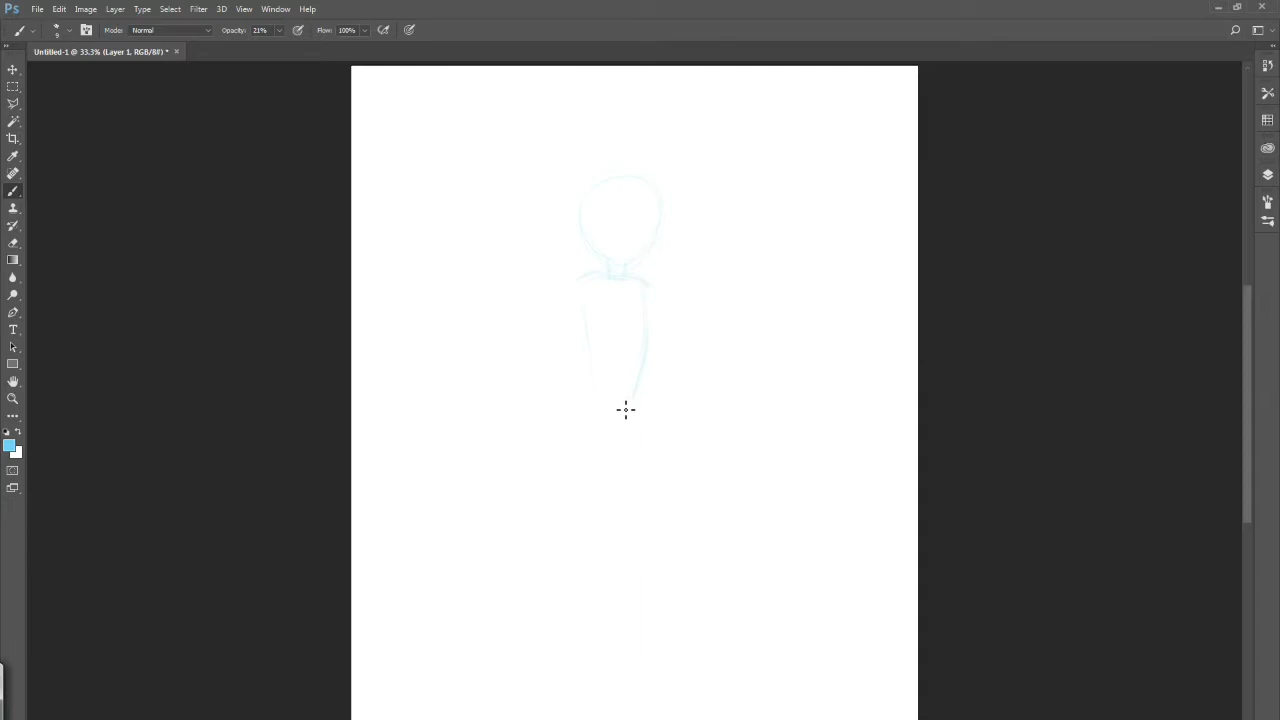 Ps File Edit Image Layer Type Select Filter 3D View Window Help
9 Mode: Normal Opacity: 21% Flow: 100%
Untitled-1 @ 33.3% (Layer 1, RGB/8#) *